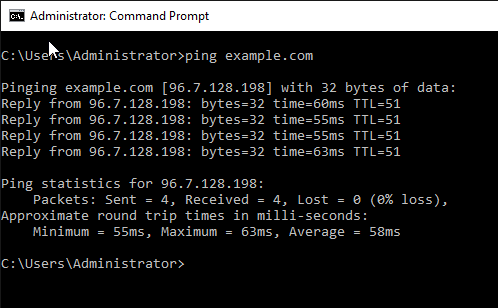 Administrator: Command Prompt
C:\Users\Administrator>ping example.com
Pinging example.com [96.7.128.198] with 32 bytes of data:
Reply from 96.7.128.198: bytes=32 time=60ms TTL=51
Reply from 96.7.128.198: bytes=32 time=55ms TTL=51
Reply from 96.7.128.198: bytes=32 time=55ms TTL=51
Reply from 96.7.128.198: bytes=32 time=63ms TTL=51
Ping statistics for 96.7.128.198:
    Packets: Sent = 4, Received = 4, Lost = 0 (0% loss),
Approximate round trip times in milli-seconds:
    Minimum = 55ms, Maximum = 63ms, Average = 58ms
C:\Users\Administrator>